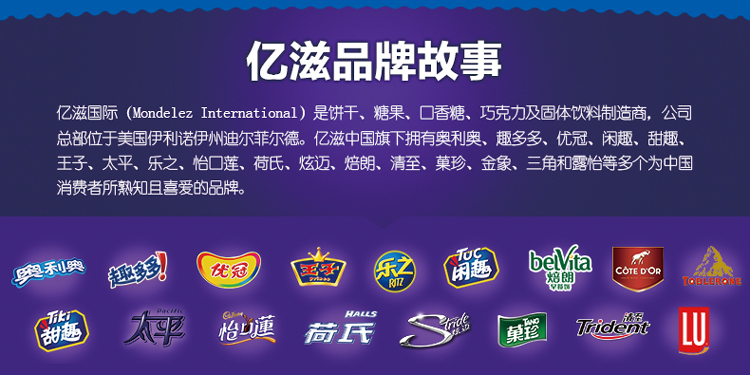 亿滋品牌故事
亿滋国际（Mondelez International）是饼干、糖果、口香糖、巧克力及固体饮料制造商，公司
总部位于美国伊利诺伊州迪尔菲尔德。亿滋中国旗下拥有奥利奥、趣多多、优冠、闲趣、甜趣、
王子、太平、乐之、怡口莲、荷氏、炫迈、焙朗、清至、菓珍、金象、三角和露怡等多个为中国
消费者所熟知且喜爱的品牌。
奥利奥
趣多多!
优冠
王子
乐之
RITZ
TUC
闲趣
belVita
焙朗
早餐饼
CÔTE D'OR
TOBLERONE
Tiki
甜趣
Pacific
太平
Cadbury
怡口蓮
HALLS
荷氏
Stride
炫迈
TANG
菓珍
清至
Trident
LU